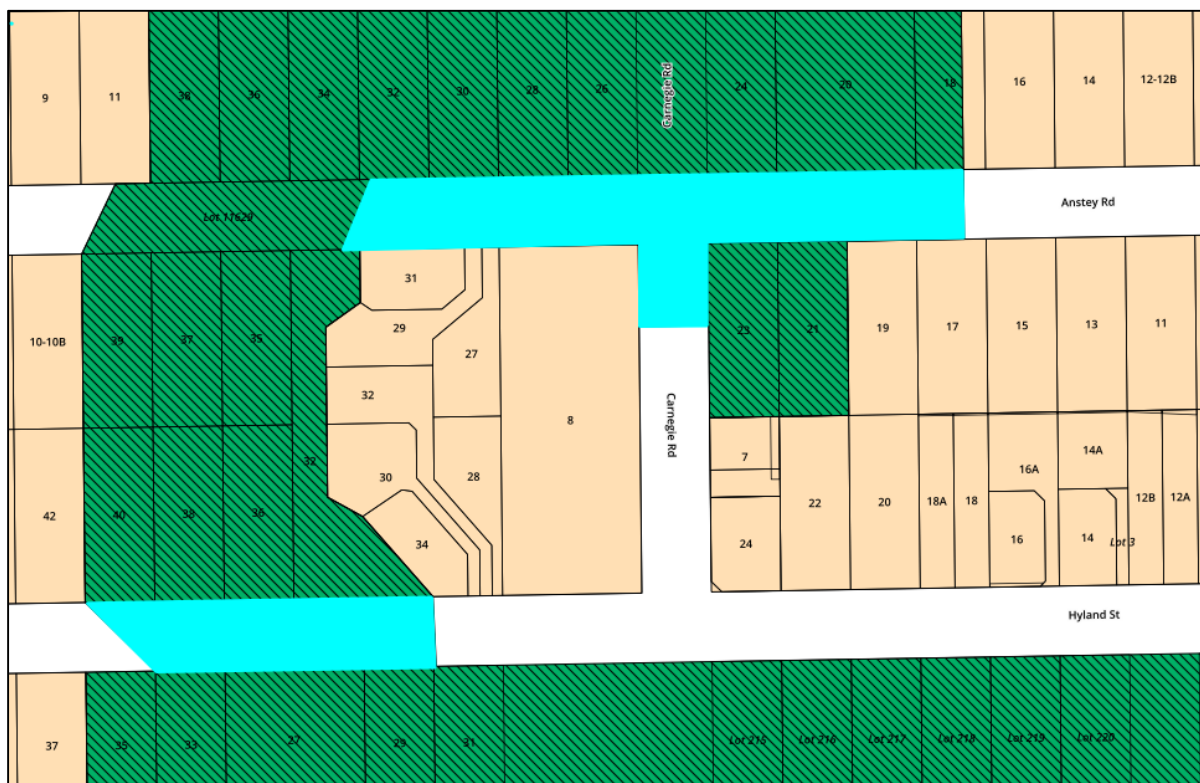 9
11
38
36
34
32
30
28
26
Carnegie Rd
24
20
18
16
14
12-12B
Lot 11629
Anstey Rd
10-10B
39
37
35
31
29
27
32
8
Carnegie Rd
23
21
19
17
15
13
11
42
40
38
36
32
30
28
34
7
24
22
20
18A
18
16A
16
14A
14
Lot 3
12B
12A
Hyland St
37
35
33
27
29
31
Lot 215
Lot 216
Lot 217
Lot 218
Lot 219
Lot 220